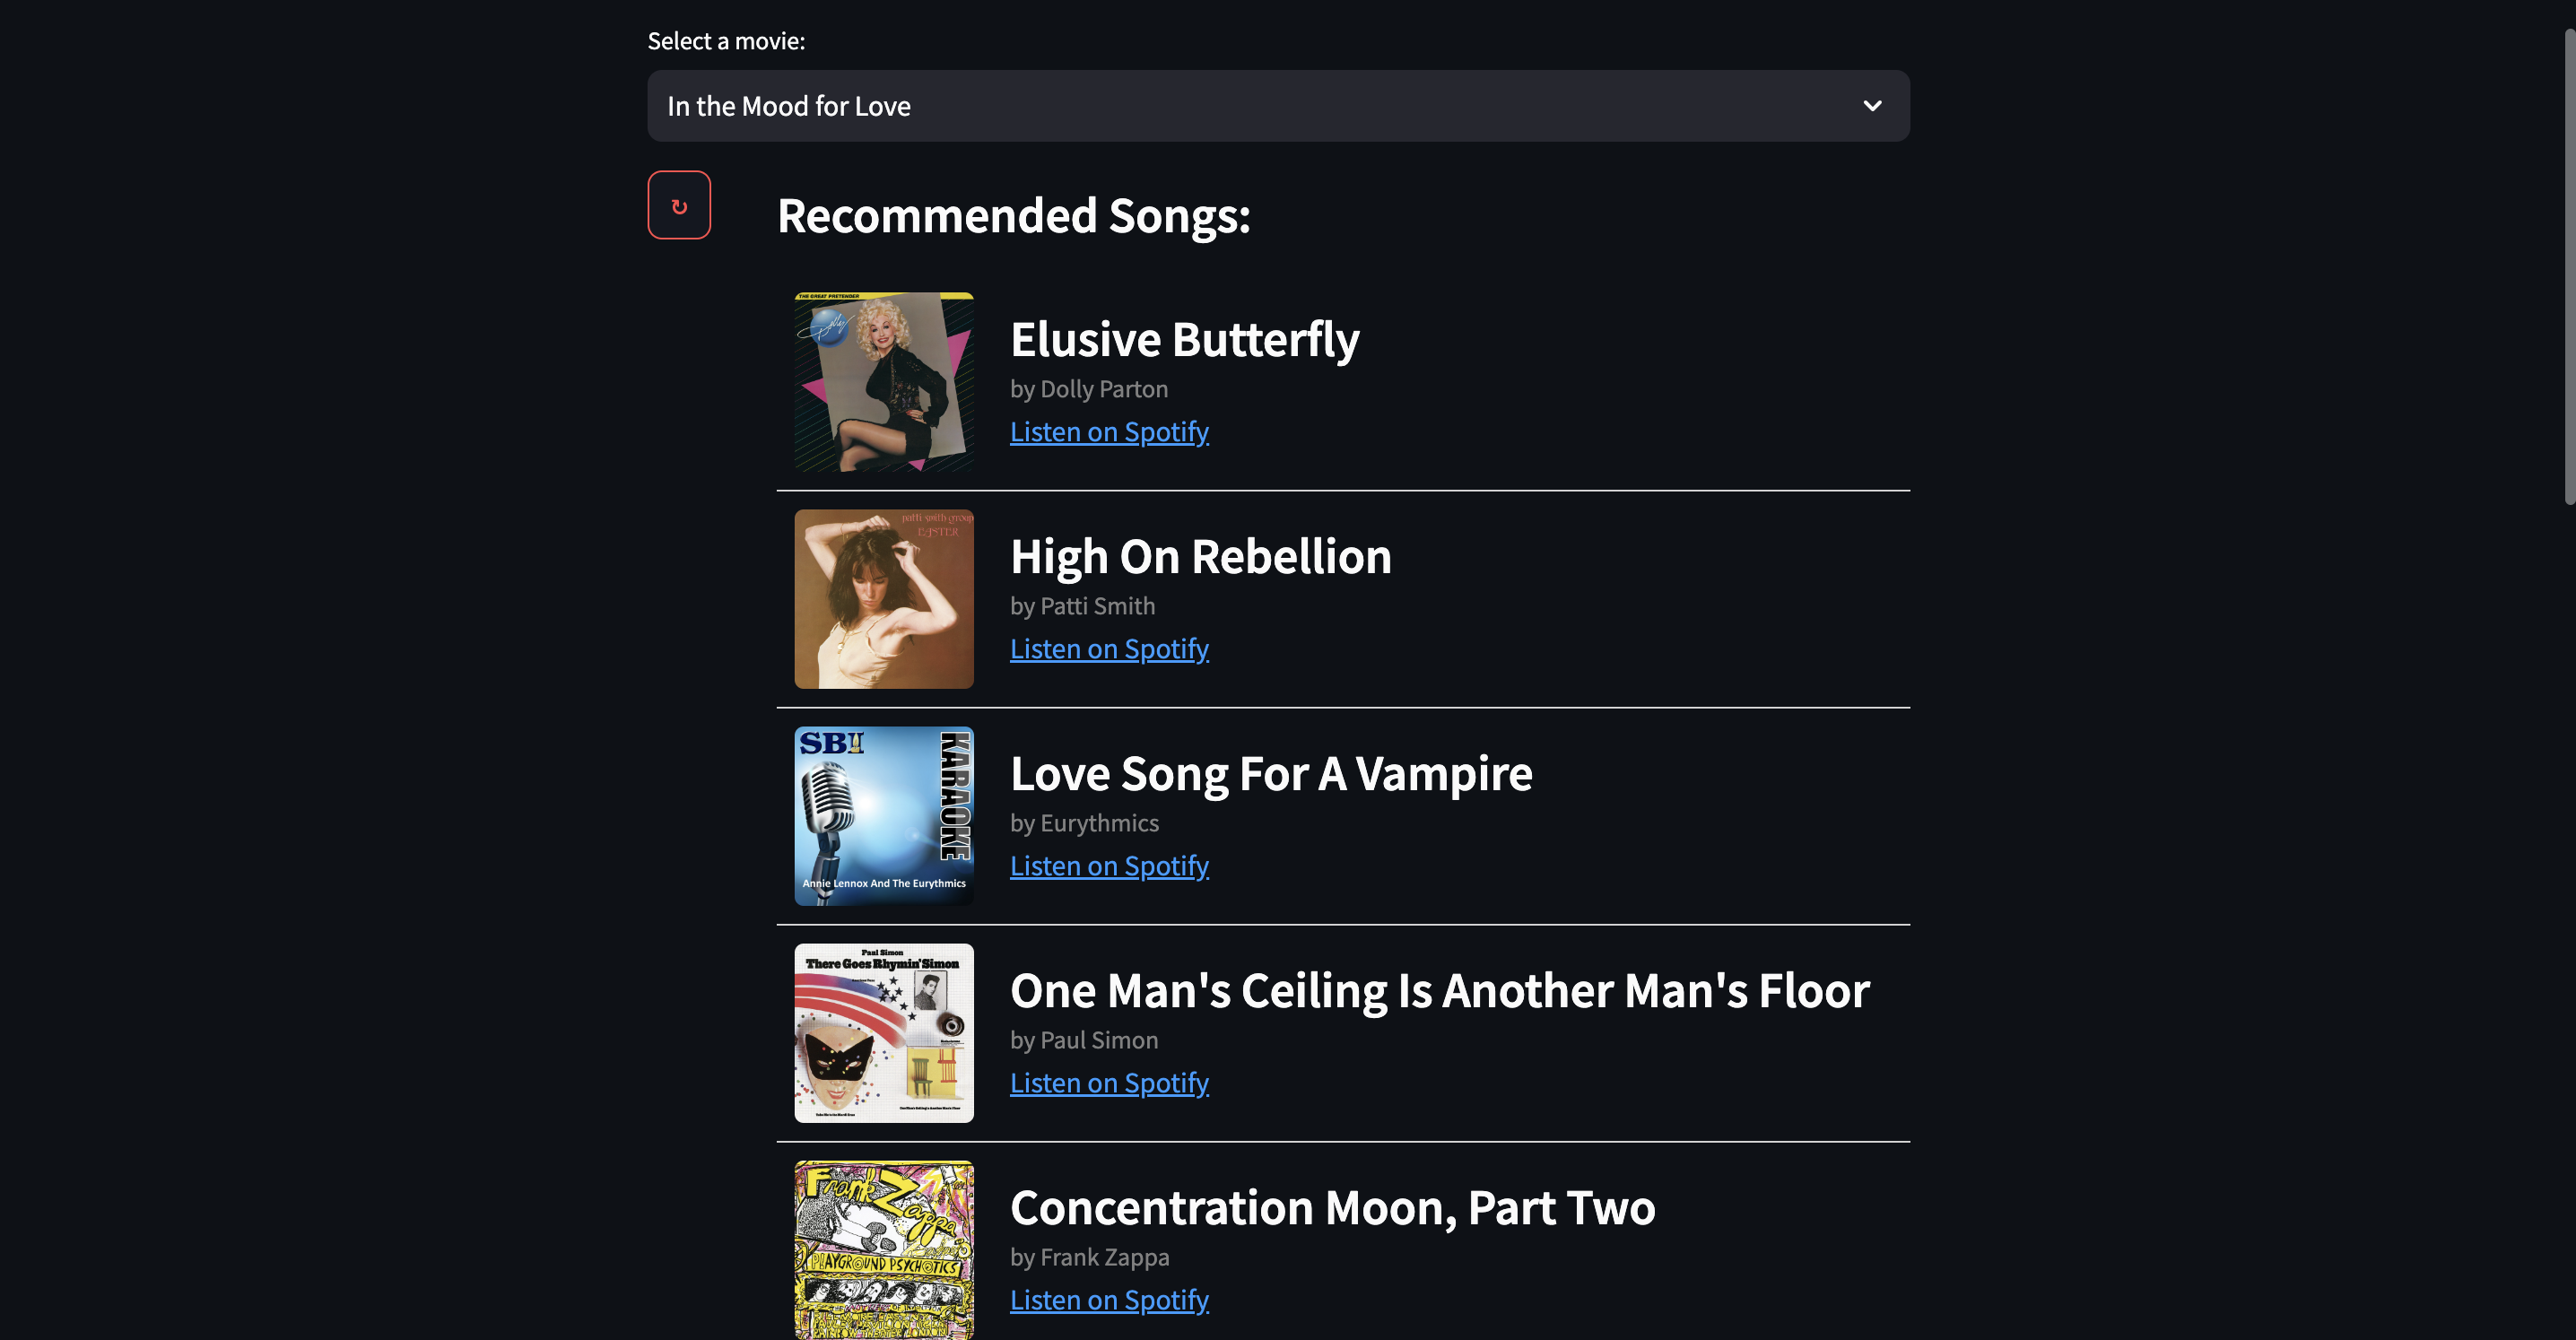 Select a movie:
In the Mood for Love
↻
Recommended Songs:
THE GREAT PRETENDER
Dolly
Elusive Butterfly
by Dolly Parton
Listen on Spotify
patti smith group
EASTER
High On Rebellion
by Patti Smith
Listen on Spotify
SBI
KARAOKE
Annie Lennox And The Eurythmics
Love Song For A Vampire
by Eurythmics
Listen on Spotify
Paul Simon
There Goes Rhymin' Simon
One Man's Ceiling Is Another Man's Floor
by Paul Simon
Listen on Spotify
Frank Zappa
PLAYGROUND PSYCHOTICS
Concentration Moon, Part Two
by Frank Zappa
Listen on Spotify